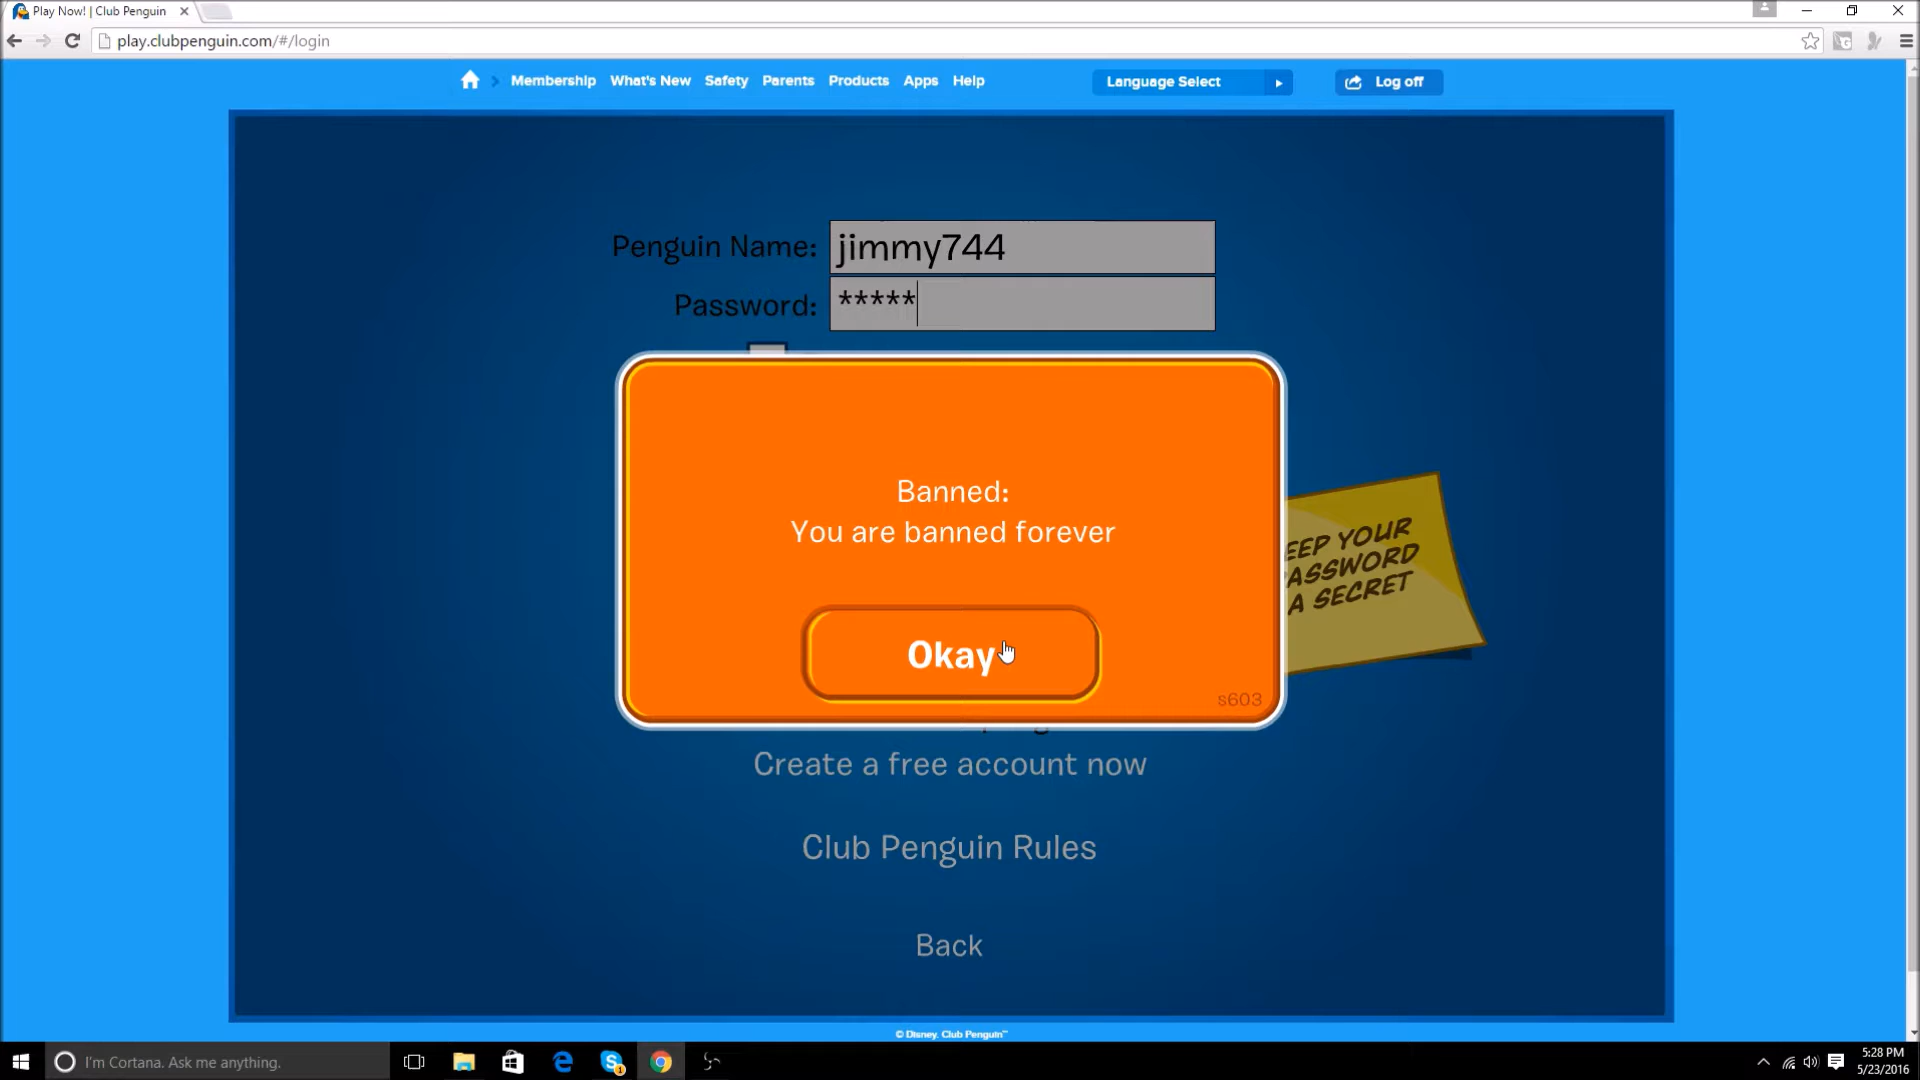 Play Now! | Club Penguin
play.clubpenguin.com/#/login
Membership What's New Safety Parents Products Apps Help
Language Select
Log off
Penguin Name: jimmy744
Password: *****
Banned:
You are banned forever
Okay
s603
EEP YOUR
ASSWORD
A SECRET
Create a free account now
Club Penguin Rules
Back
© Disney. Club Penguin™
I'm Cortana. Ask me anything.
5:28 PM
5/23/2016